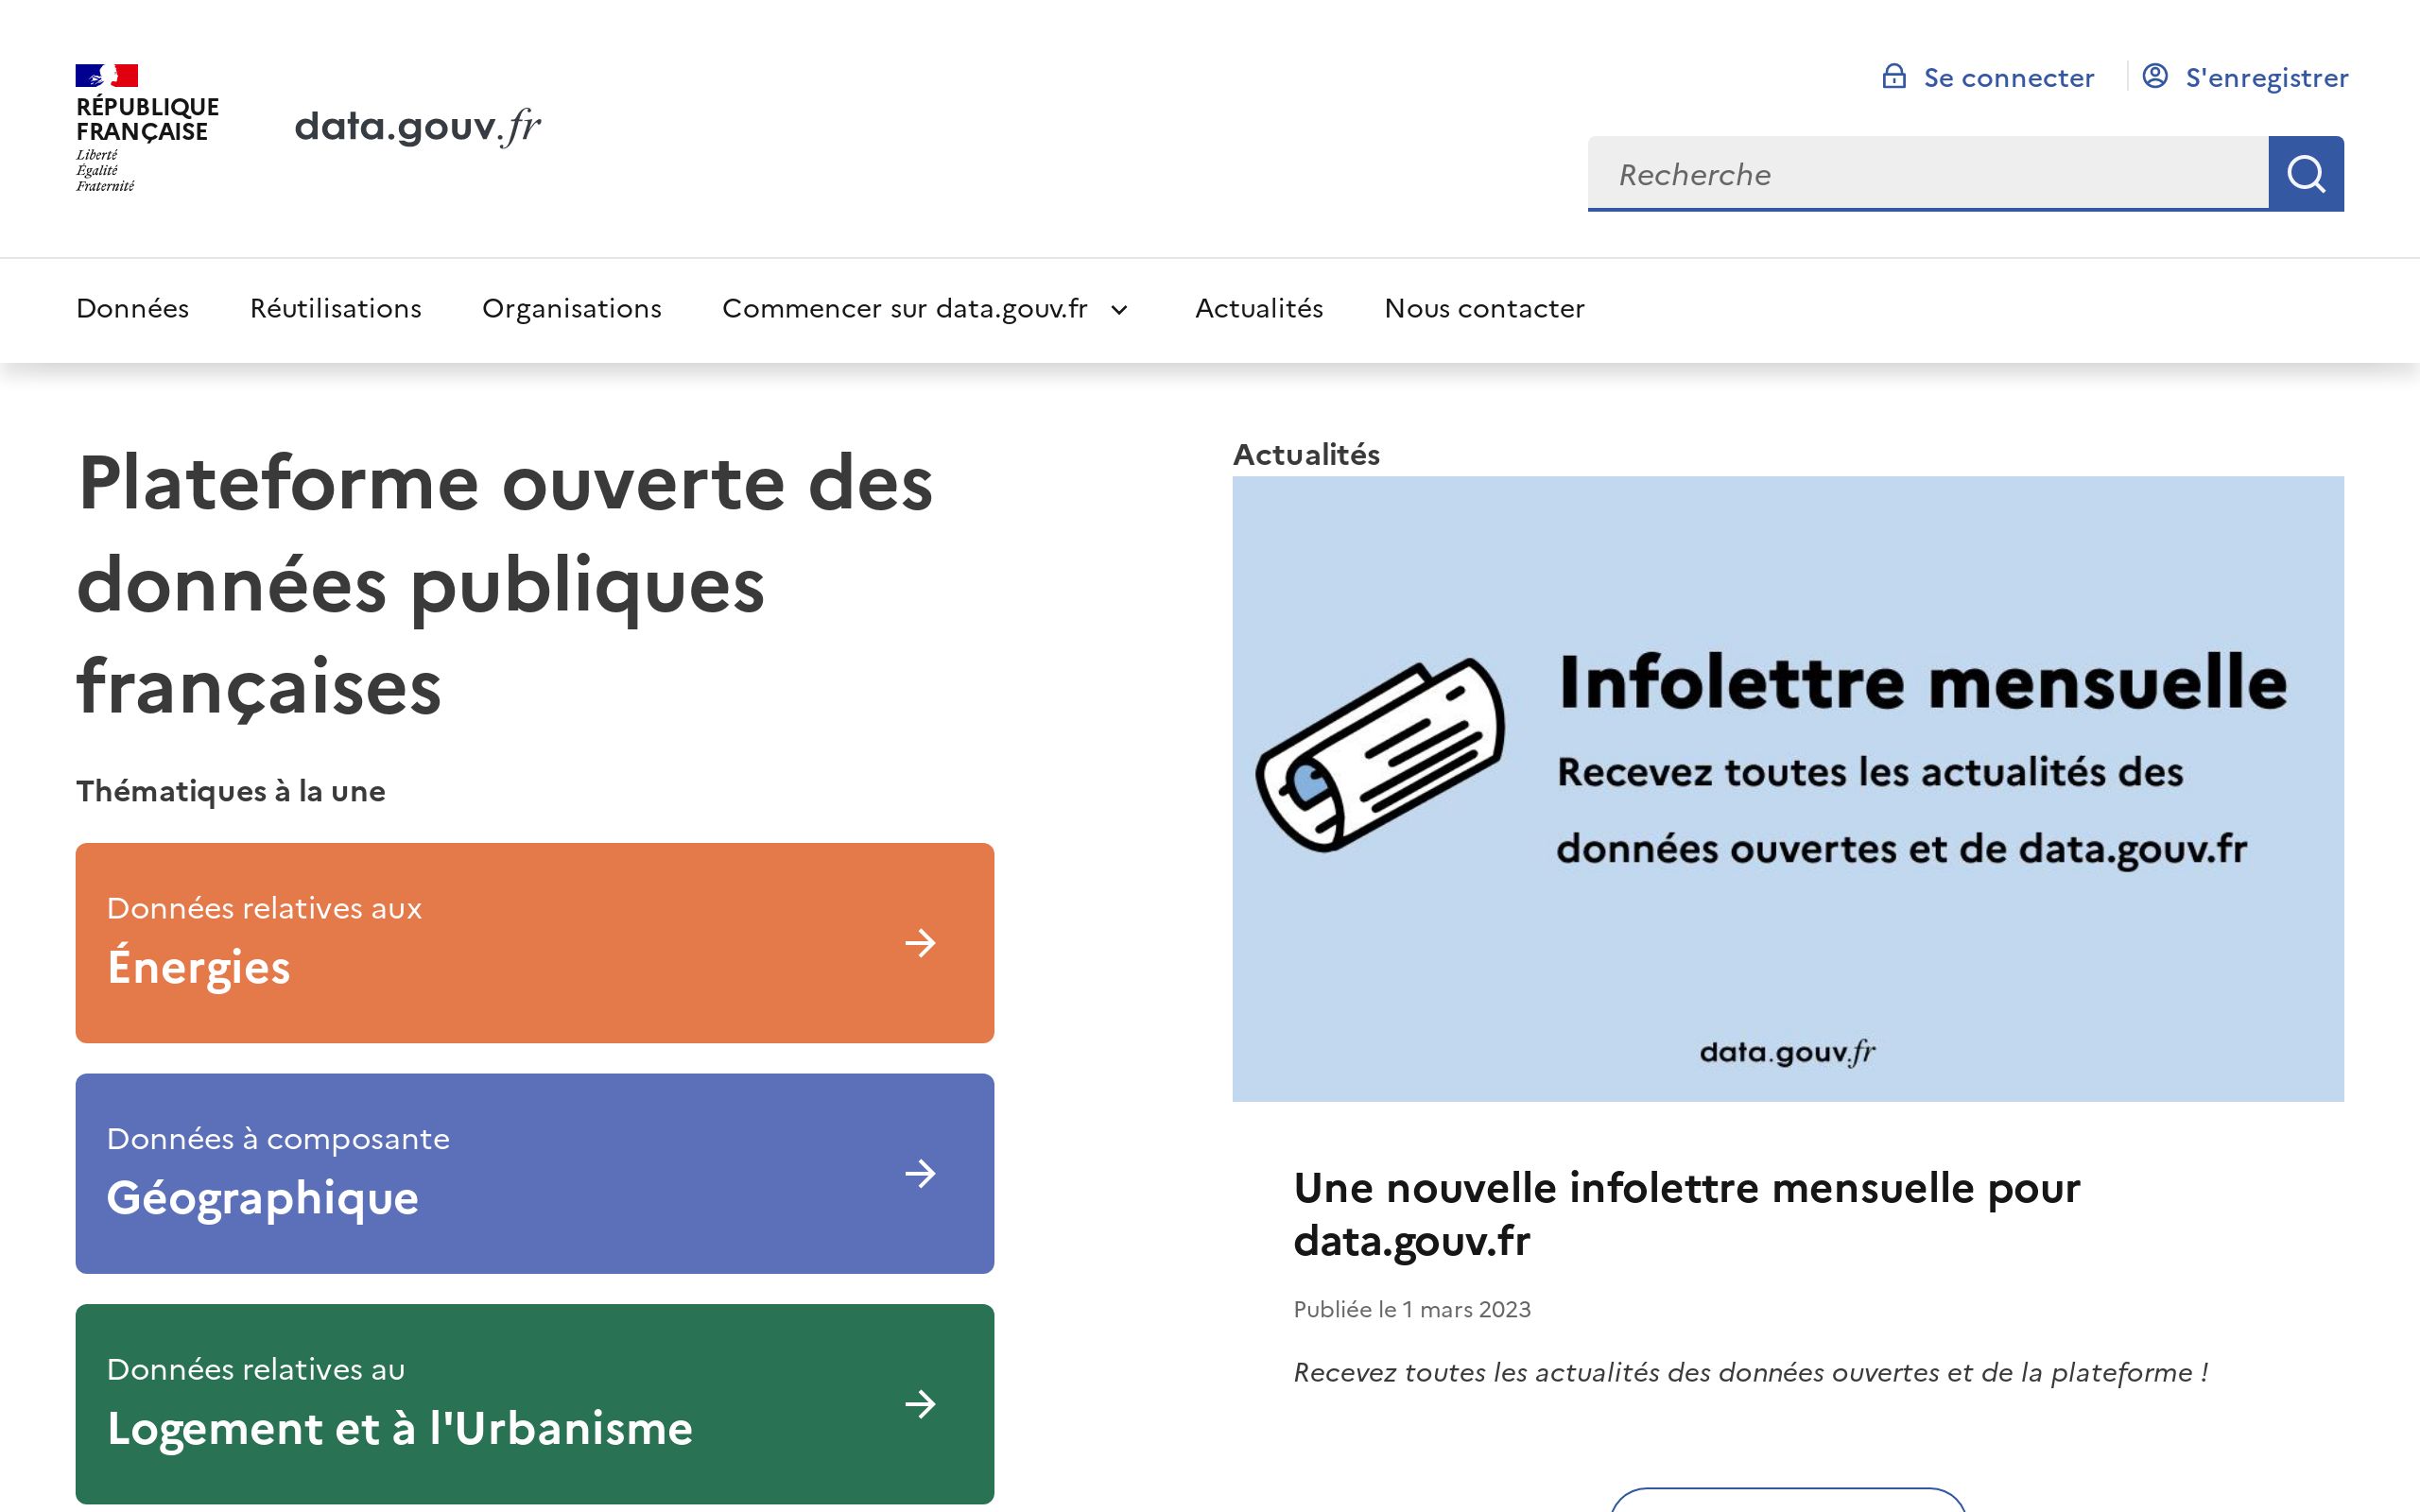 RÉPUBLIQUE
FRANÇAISE
Liberté
Égalité
Fraternité
data.gouv.fr
Se connecter
S'enregistrer
Recherche
Données
Réutilisations
Organisations
Commencer sur data.gouv.fr
Actualités
Nous contacter
Plateforme ouverte des
données publiques
françaises
Thématiques à la une
Données relatives aux
Énergies
Données à composante
Géographique
Données relatives au
Logement et à l'Urbanisme
Actualités
Infolettre mensuelle
Recevez toutes les actualités des
données ouvertes et de data.gouv.fr
data.gouv.fr
Une nouvelle infolettre mensuelle pour
data.gouv.fr
Publiée le 1 mars 2023
Recevez toutes les actualités des données ouvertes et de la plateforme !